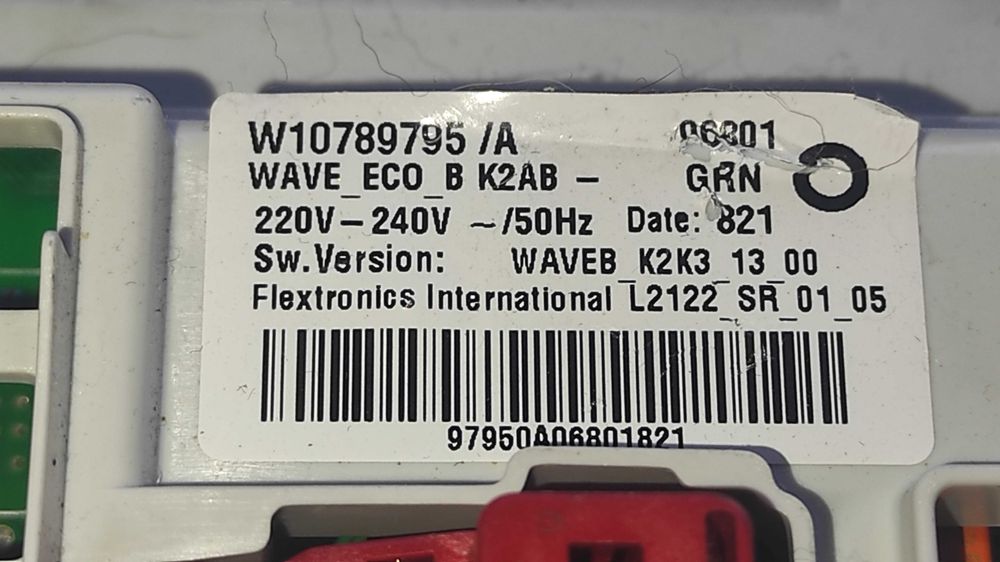 W10789795 /A 06801
WAVE_ECO_B K2AB – GRN
220V–240V ~/50Hz Date: 821
Sw.Version: WAVEB_K2K3_13_00
Flextronics International L2122_SR_01_05
97950A06801821